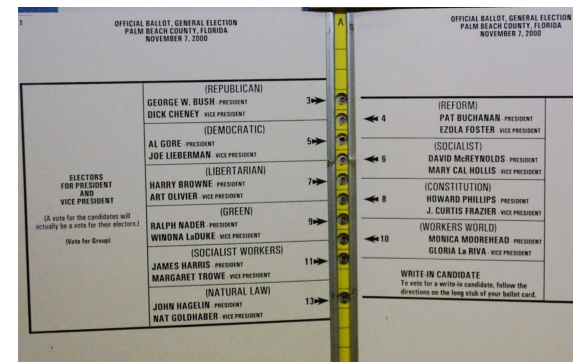 1
OFFICIAL BALLOT, GENERAL ELECTION
PALM BEACH COUNTY, FLORIDA
NOVEMBER 7, 2000
ELECTORS
FOR PRESIDENT
AND
VICE PRESIDENT
(A vote for the candidates will
actually be a vote for their electors.)
(Vote for Group)
(REPUBLICAN)
GEORGE W. BUSH - PRESIDENT
DICK CHENEY - VICE PRESIDENT
3
(DEMOCRATIC)
AL GORE - PRESIDENT
JOE LIEBERMAN - VICE PRESIDENT
5
(LIBERTARIAN)
HARRY BROWNE - PRESIDENT
ART OLIVIER - VICE PRESIDENT
7
(GREEN)
RALPH NADER - PRESIDENT
WINONA LaDUKE - VICE PRESIDENT
9
(SOCIALIST WORKERS)
JAMES HARRIS - PRESIDENT
MARGARET TROWE - VICE PRESIDENT
11
(NATURAL LAW)
JOHN HAGELIN - PRESIDENT
NAT GOLDHABER - VICE PRESIDENT
13
A
OFFICIAL BALLOT, GENERAL ELECTION
PALM BEACH COUNTY, FLORIDA
NOVEMBER 7, 2000
(REFORM)
4
PAT BUCHANAN - PRESIDENT
EZOLA FOSTER - VICE PRESIDENT
(SOCIALIST)
6
DAVID McREYNOLDS - PRESIDENT
MARY CAL HOLLIS - VICE PRESIDENT
(CONSTITUTION)
8
HOWARD PHILLIPS - PRESIDENT
J. CURTIS FRAZIER - VICE PRESIDENT
(WORKERS WORLD)
10
MONICA MOOREHEAD - PRESIDENT
GLORIA La RIVA - VICE PRESIDENT
WRITE-IN CANDIDATE
To vote for a write-in candidate, follow the
directions on the long stub of your ballot card.